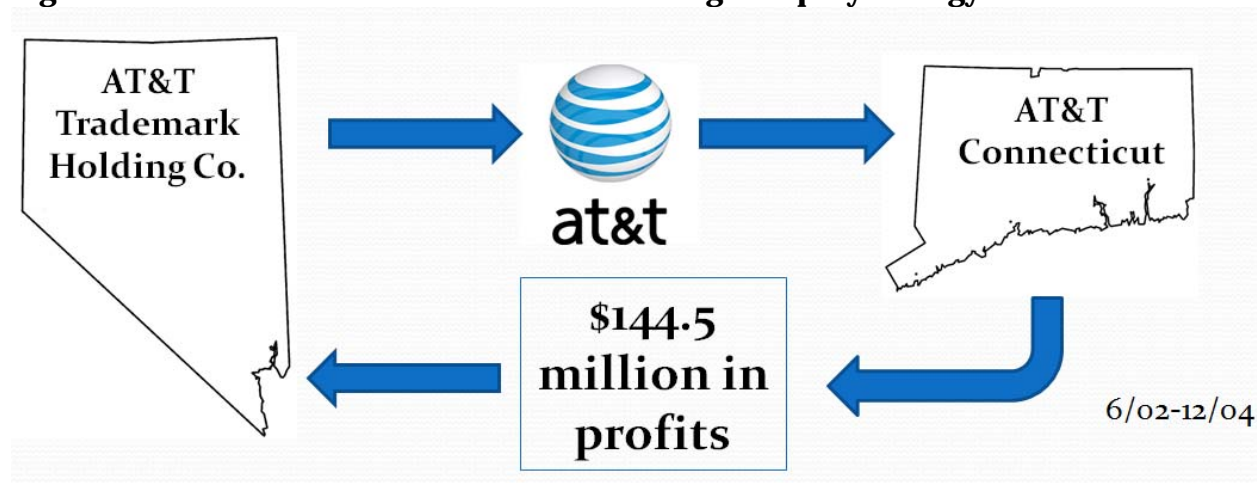 AT&T
Trademark
Holding Co.
at&t
AT&T
Connecticut
$144.5
million in
profits
6/02-12/04